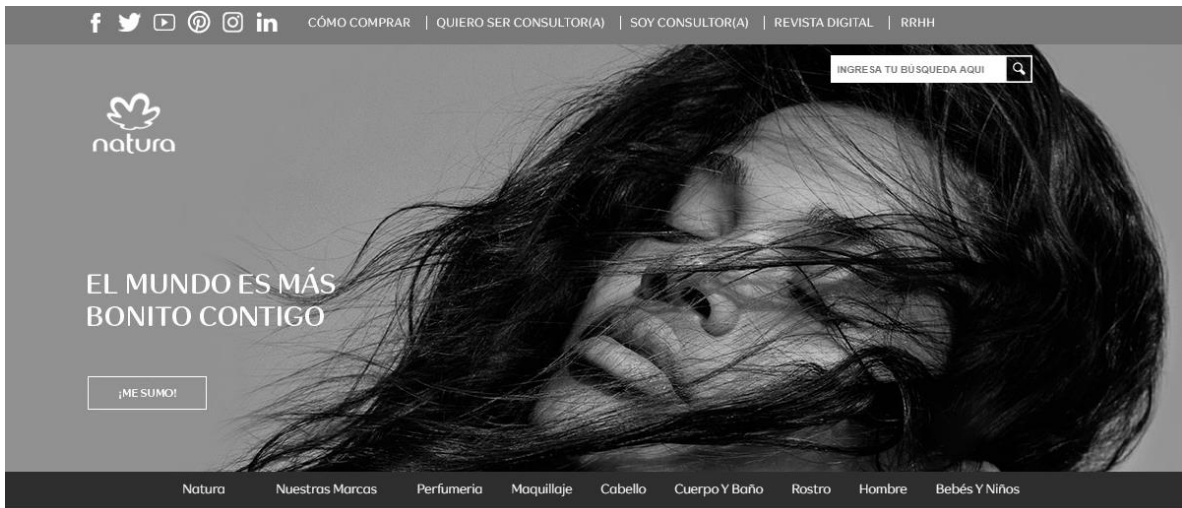 CÓMO COMPRAR | QUIERO SER CONSULTOR(A) | SOY CONSULTOR(A) | REVISTA DIGITAL | RRHH
INGRESA TU BÚSQUEDA AQUI
natura
EL MUNDO ES MÁS
BONITO CONTIGO
¡ME SUMO!
Natura Nuestras Marcas Perfumeria Maquillaje Cabello Cuerpo Y Baño Rostro Hombre Bebés Y Niños